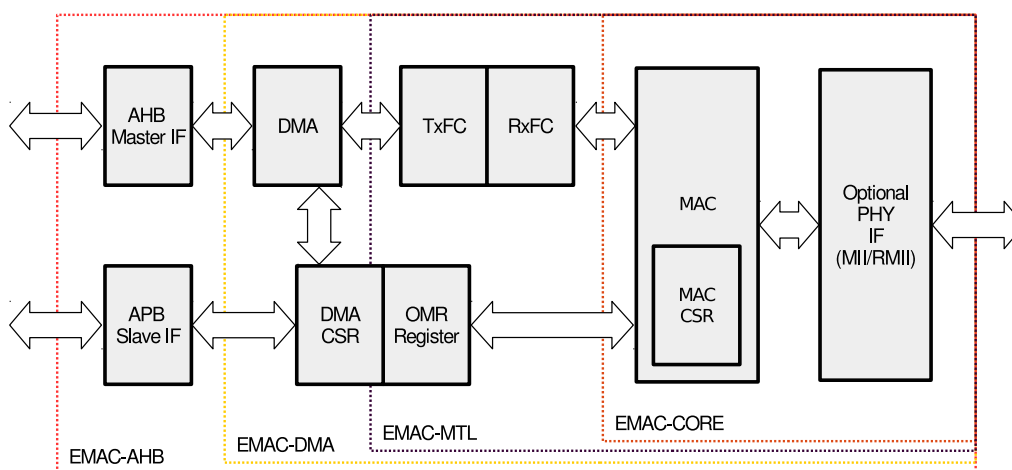 AHB
Master IF
DMA
TxFC
RxFC
MAC
Optional
PHY
IF
(MII/RMII)
APB
Slave IF
DMA
CSR
OMR
Register
MAC
CSR
EMAC-AHB
EMAC-DMA
EMAC-MTL
EMAC-CORE